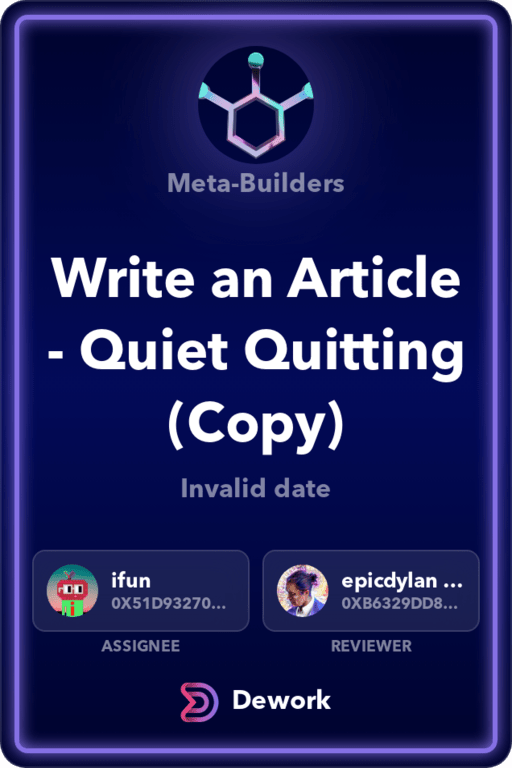 Meta-Builders
Write an Article
- Quiet Quitting
(Copy)
Invalid date
ifun
0X51D93270...
epicdylan ...
0XB6329DD8...
ASSIGNEE
REVIEWER
Dework